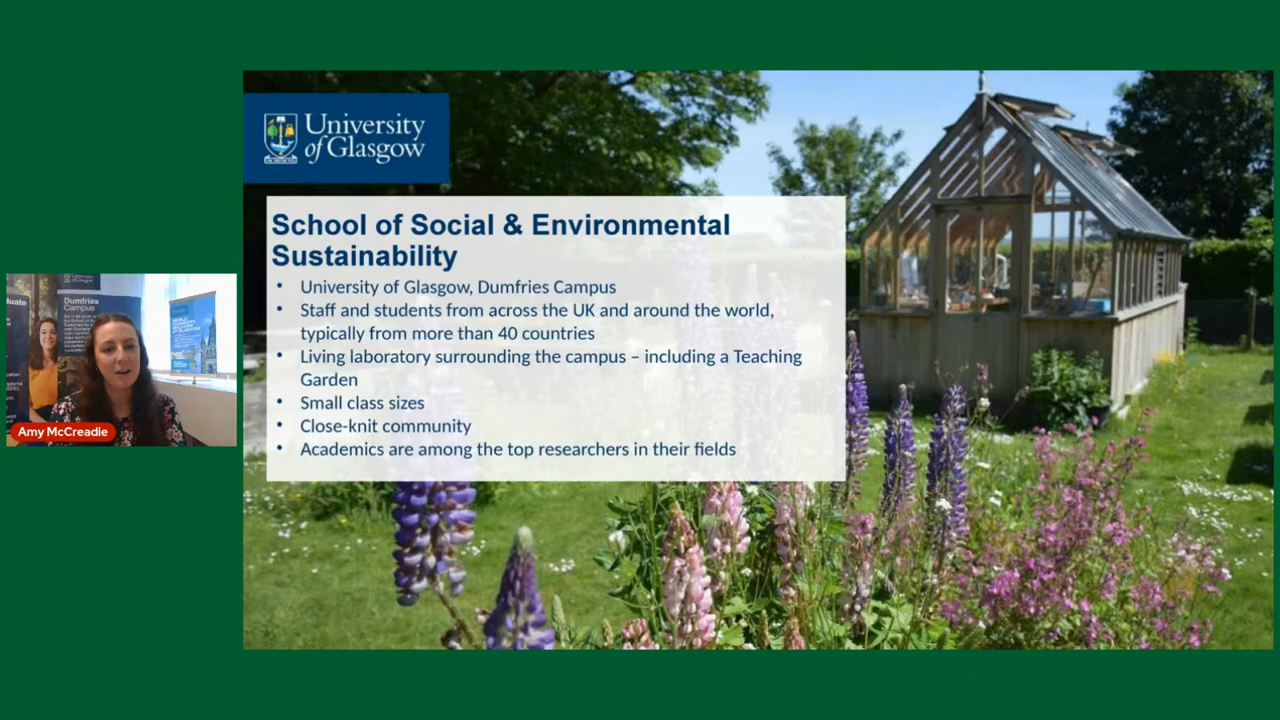 University
of Glasgow
School of Social & Environmental
Sustainability
• University of Glasgow, Dumfries Campus
• Staff and students from across the UK and around the world,
typically from more than 40 countries
• Living laboratory surrounding the campus – including a Teaching
Garden
• Small class sizes
• Close-knit community
• Academics are among the top researchers in their fields
Dumfries
Campus
Amy McCreadie